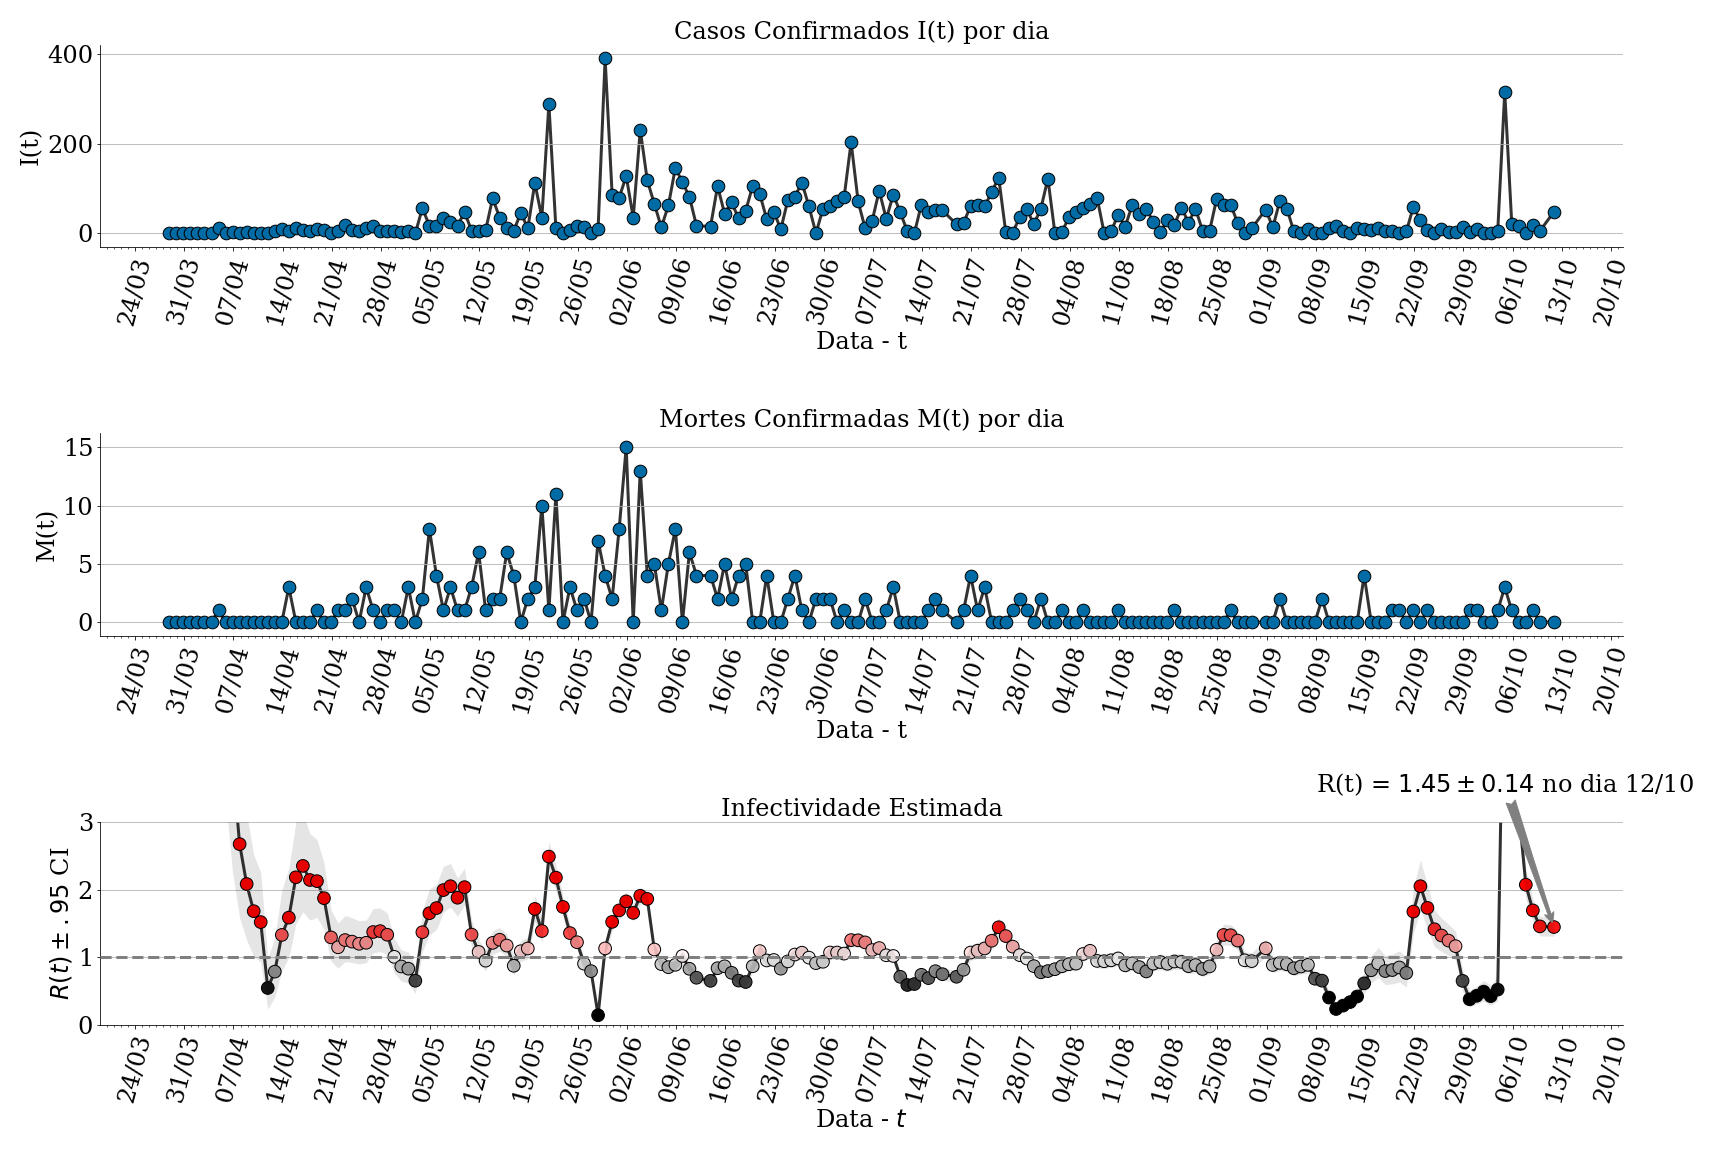 Casos Confirmados I(t) por dia
400
200
0
I(t)
24/03 31/03 07/04 14/04 21/04 28/04 05/05 12/05 19/05 26/05 02/06 09/06 16/06 23/06 30/06 07/07 14/07 21/07 28/07 04/08 11/08 18/08 25/08 01/09 08/09 15/09 22/09 29/09 06/10 13/10 20/10
Data - t
Mortes Confirmadas M(t) por dia
15
10
5
0
M(t)
24/03 31/03 07/04 14/04 21/04 28/04 05/05 12/05 19/05 26/05 02/06 09/06 16/06 23/06 30/06 07/07 14/07 21/07 28/07 04/08 11/08 18/08 25/08 01/09 08/09 15/09 22/09 29/09 06/10 13/10 20/10
Data - t
R(t) = 1.45 ± 0.14 no dia 12/10
Infectividade Estimada
3
2
1
0
R(t) ± .95 CI
24/03 31/03 07/04 14/04 21/04 28/04 05/05 12/05 19/05 26/05 02/06 09/06 16/06 23/06 30/06 07/07 14/07 21/07 28/07 04/08 11/08 18/08 25/08 01/09 08/09 15/09 22/09 29/09 06/10 13/10 20/10
Data - t